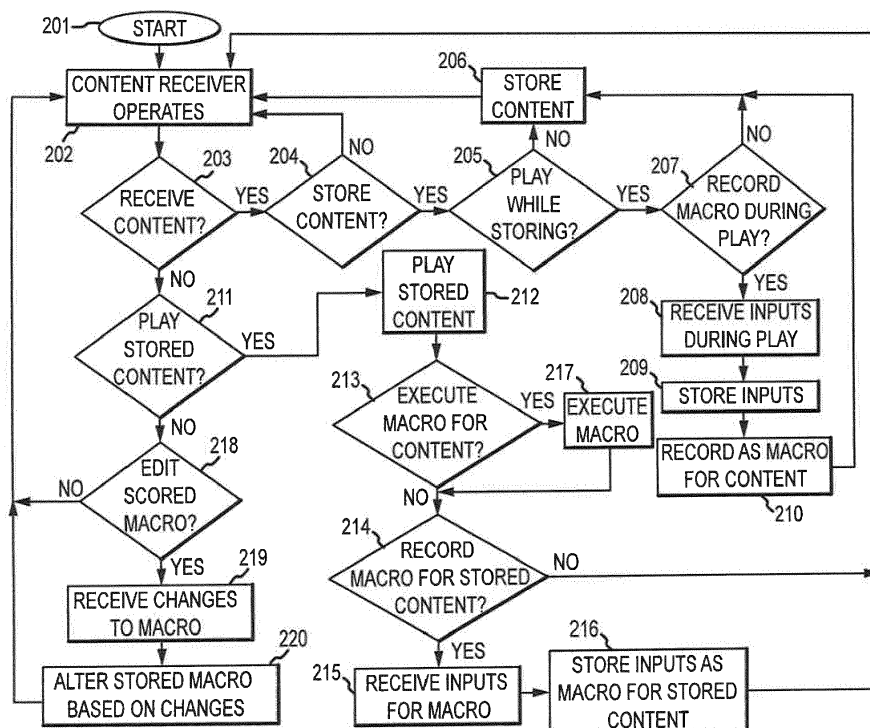 201
START
CONTENT RECEIVER
OPERATES
202
206
STORE
CONTENT
203
RECEIVE
CONTENT?
YES
NO
204
STORE
CONTENT?
NO
YES
205
PLAY
WHILE
STORING?
NO
YES
207
RECORD
MACRO DURING
PLAY?
NO
YES
208
RECEIVE INPUTS
DURING PLAY
209
STORE INPUTS
RECORD AS MACRO
FOR CONTENT
210
211
PLAY
STORED
CONTENT?
YES
NO
PLAY
STORED
CONTENT
212
213
EXECUTE
MACRO FOR
CONTENT?
YES
NO
217
EXECUTE
MACRO
218
EDIT
SCORED
MACRO?
NO
YES
214
RECORD
MACRO FOR STORED
CONTENT?
NO
YES
219
RECEIVE CHANGES
TO MACRO
220
ALTER STORED MACRO
BASED ON CHANGES
215
RECEIVE INPUTS
FOR MACRO
216
STORE INPUTS AS
MACRO FOR STORED
CONTENT